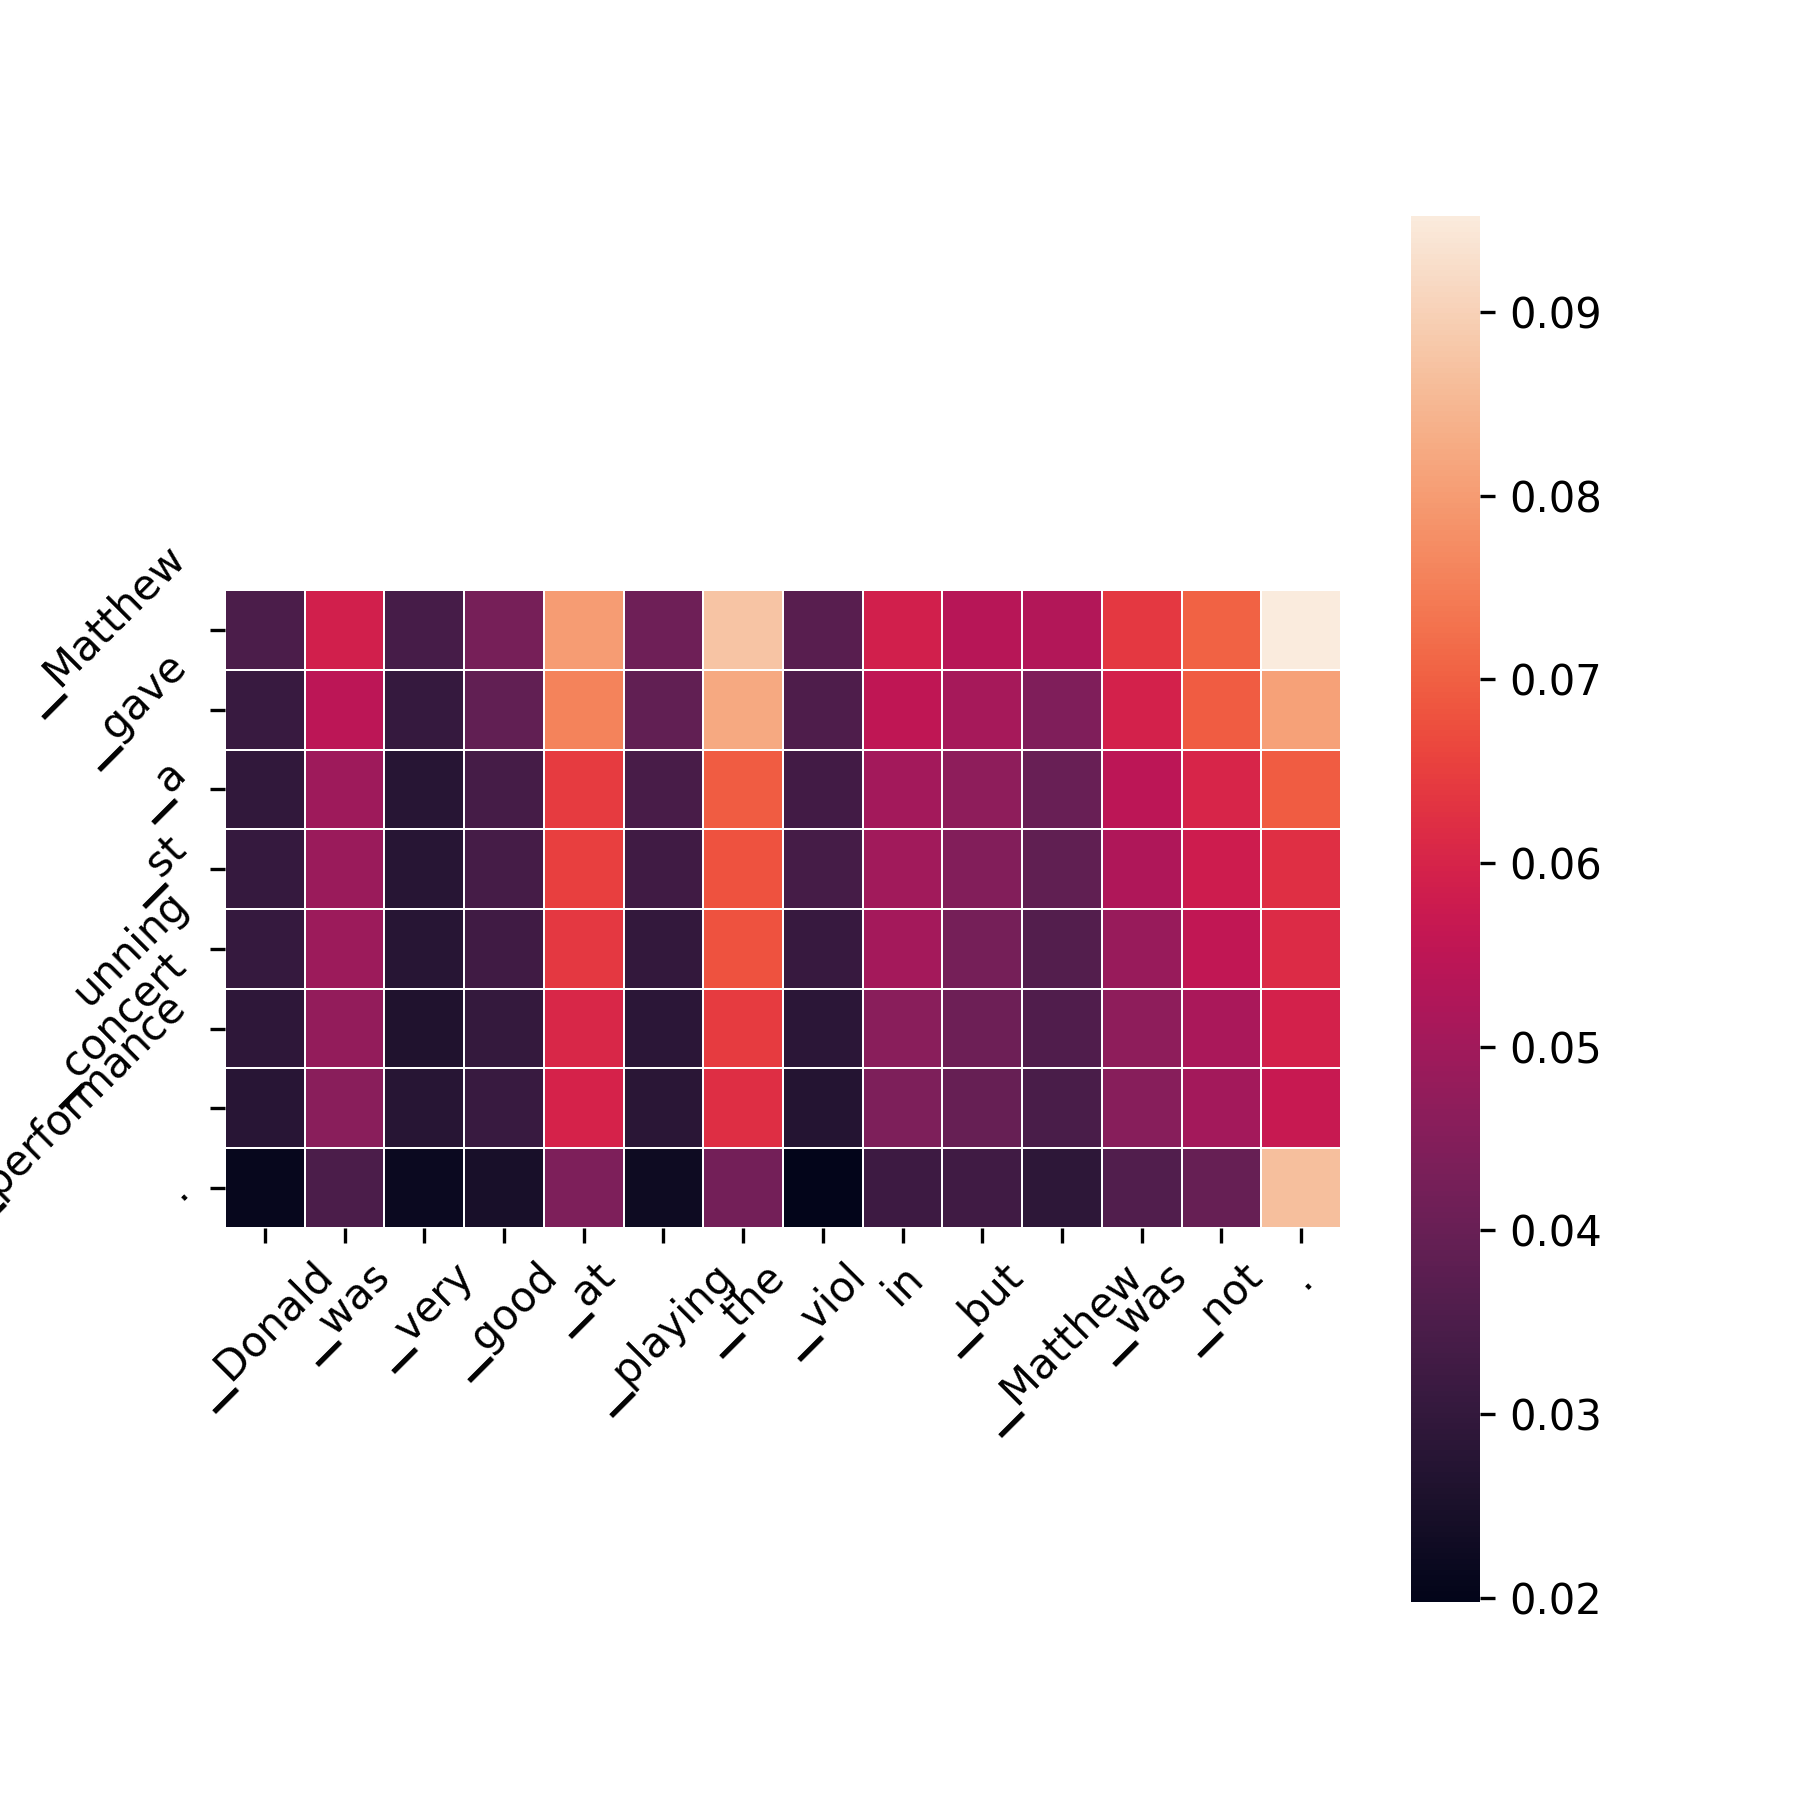 _Matthew
_gave
_a
_st
unning
_concert
_performance
.
_Donald
_was
_very
_good
_at
_playing
_the
_viol
in
_but
_Matthew
_was
_not
.
0.09
0.08
0.07
0.06
0.05
0.04
0.03
0.02